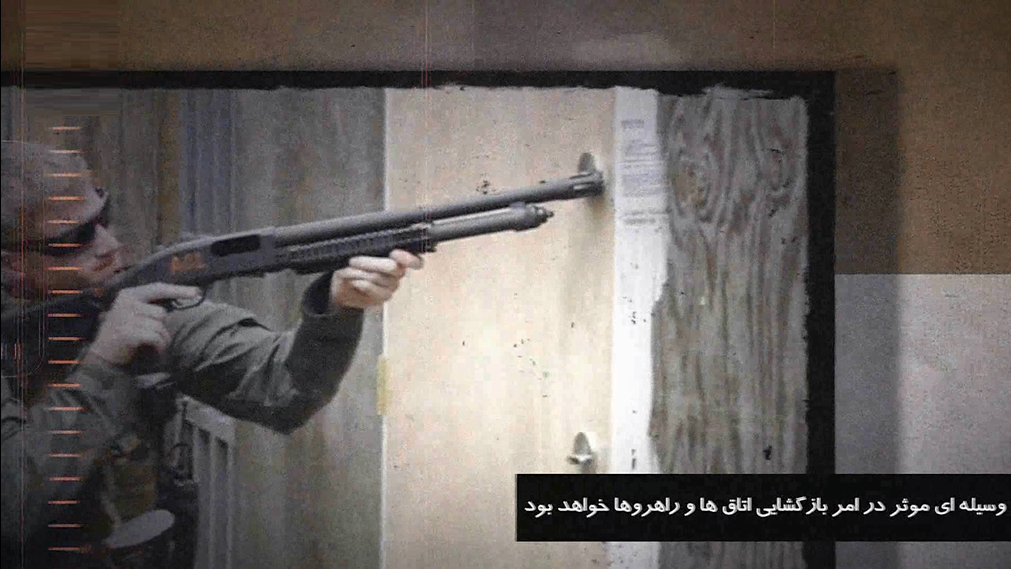 وسیله ای موثر در امر بازگشایی اتاق ها و راهروها خواهد بود